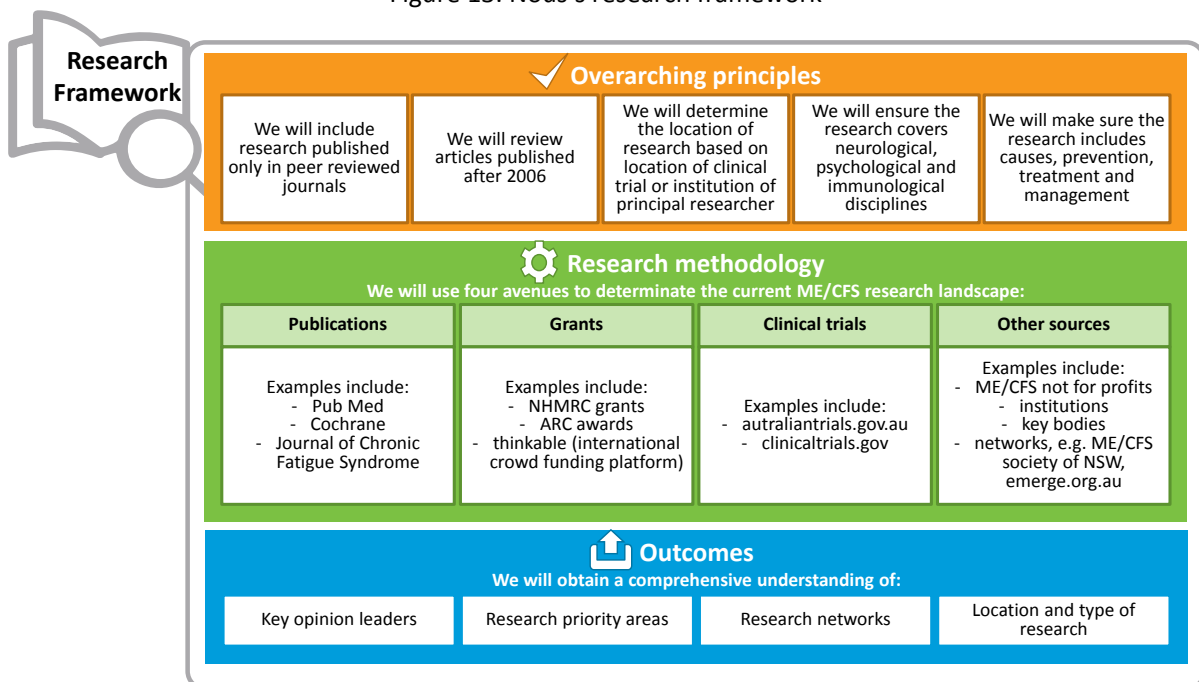 Figure 13: Nous's research framework
Research
Framework
Overarching principles
We will include
research published
only in peer reviewed
journals
We will review
articles published
after 2006
We will determine
the location of
research based on
location of clinical
trial or institution of
principal researcher
We will ensure the
research covers
neurological,
psychological and
immunological
disciplines
We will make sure the
research includes
causes, prevention,
treatment and
management
Research methodology
We will use four avenues to determinate the current ME/CFS research landscape:
Publications
Examples include:
- Pub Med
- Cochrane
- Journal of Chronic
Fatigue Syndrome
Grants
Examples include:
- NHMRC grants
- ARC awards
- thinkable (international
crowd funding platform)
Clinical trials
Examples include:
- autraliantrials.gov.au
- clinicaltrials.gov
Other sources
Examples include:
- ME/CFS not for profits
- institutions
- key bodies
- networks, e.g. ME/CFS
society of NSW,
emerge.org.au
Outcomes
We will obtain a comprehensive understanding of:
Key opinion leaders
Research priority areas
Research networks
Location and type of
research